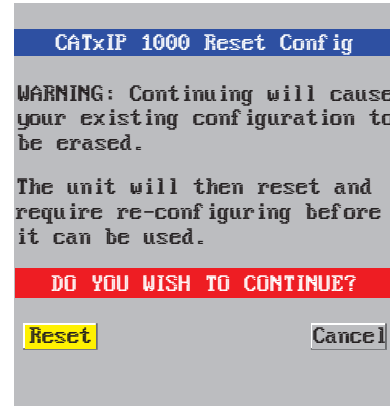 CATxIP 1000 Reset Config
WARNING: Continuing will cause
your existing configuration to
be erased.
The unit will then reset and
require re-configuring before
it can be used.
DO YOU WISH TO CONTINUE?
Reset Cancel